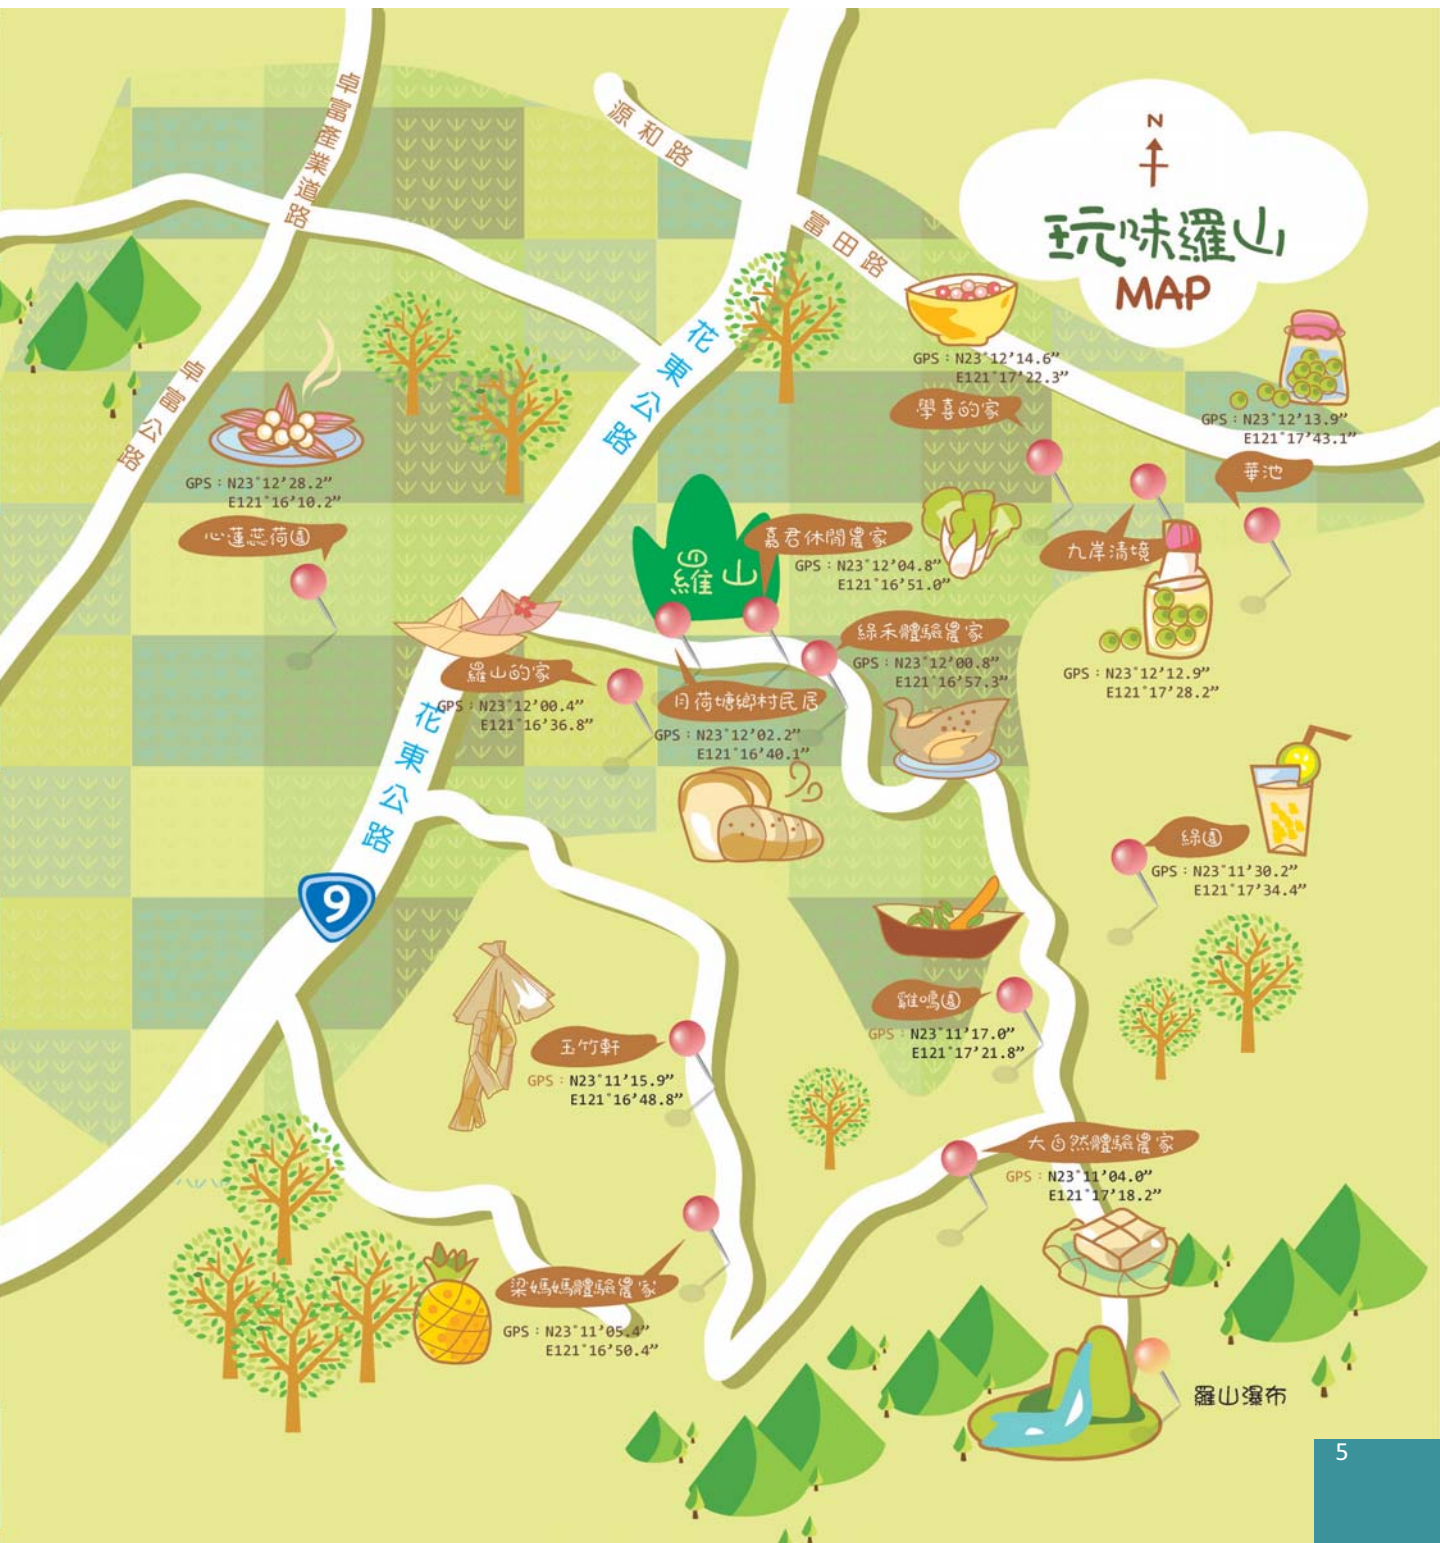 N
玩味羅山
MAP
卓富產業道路
源和路
富田路
花東公路
卓富公路
GPS：N23°12’14.6”
E121°17’22.3”
學喜的家
GPS：N23°12’13.9”
E121°17’43.1”
華池
GPS：N23°12’28.2”
E121°16’10.2”
心蓮蕊荷園
羅山
嘉君休閒農家
GPS：N23°12’04.8”
E121°16’51.0”
九岸清境
GPS：N23°12’12.9”
E121°17’28.2”
綠禾體驗農家
GPS：N23°12’00.8”
E121°16’57.3”
羅山的家
GPS：N23°12’00.4”
E121°16’36.8”
月荷塘鄉村民居
GPS：N23°12’02.2”
E121°16’40.1”
花東公路
9
綠園
GPS：N23°11’30.2”
E121°17’34.4”
雞鳴園
GPS：N23°11’17.0”
E121°17’21.8”
玉竹軒
GPS：N23°11’15.9”
E121°16’48.8”
大自然體驗農家
GPS：N23°11’04.0”
E121°17’18.2”
梁媽媽體驗農家
GPS：N23°11’05.4”
E121°16’50.4”
羅山瀑布
5